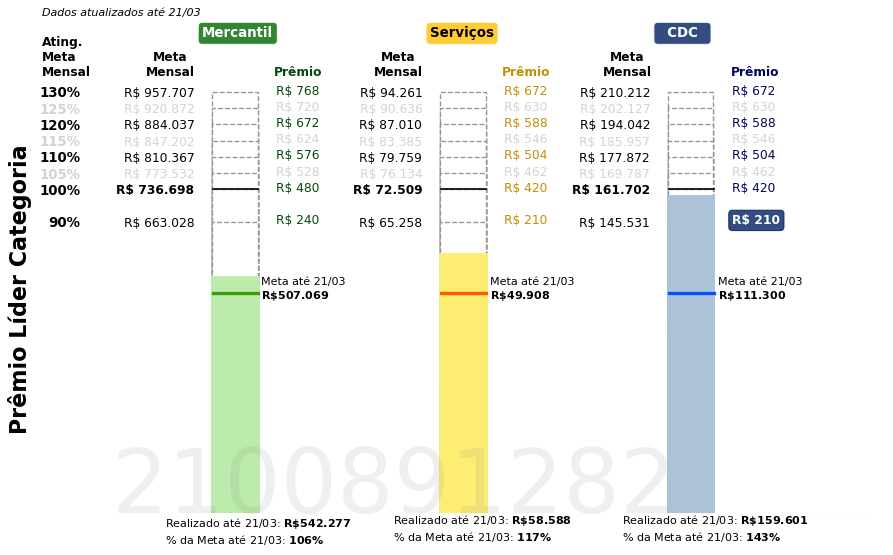 Dados atualizados até 21/03
Mercantil Serviços CDC
Ating. Meta Mensal
Meta Mensal Prêmio Meta Mensal Prêmio Meta Mensal Prêmio
130% R$ 957.707 R$ 768 R$ 94.261 R$ 672 R$ 210.212 R$ 672
125% R$ 920.872 R$ 720 R$ 90.636 R$ 630 R$ 202.127 R$ 630
120% R$ 884.037 R$ 672 R$ 87.010 R$ 588 R$ 194.042 R$ 588
115% R$ 847.202 R$ 624 R$ 83.385 R$ 546 R$ 185.957 R$ 546
110% R$ 810.367 R$ 576 R$ 79.759 R$ 504 R$ 177.872 R$ 504
105% R$ 773.532 R$ 528 R$ 76.134 R$ 462 R$ 169.787 R$ 462
100% R$ 736.698 R$ 480 R$ 72.509 R$ 420 R$ 161.702 R$ 420
90% R$ 663.028 R$ 240 R$ 65.258 R$ 210 R$ 145.531 R$ 210
Prêmio Líder Categoria
Meta até 21/03 Meta até 21/03 Meta até 21/03
R$507.069 R$49.908 R$111.300
2100891282
Realizado até 21/03: R$542.277 Realizado até 21/03: R$58.588 Realizado até 21/03: R$159.601
% da Meta até 21/03: 106% % da Meta até 21/03: 117% % da Meta até 21/03: 143%